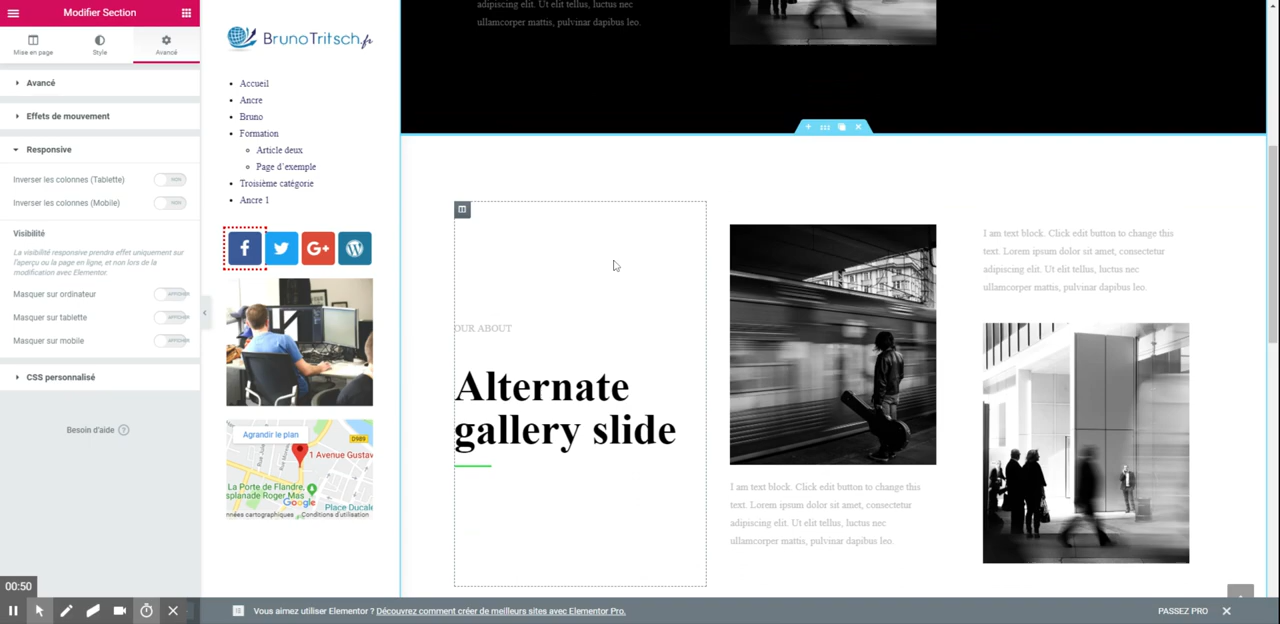 Modifier Section
Mise en page
Style
Avancé
Avancé
Effets de mouvement
Responsive
Inverser les colonnes (Tablette)
NON
Inverser les colonnes (Mobile)
NON
Visibilité
La visibilité responsive prendra effet uniquement sur
l'aperçu ou la page en ligne, et non lors de la
modification avec Elementor.
Masquer sur ordinateur
AFFICHER
Masquer sur tablette
AFFICHER
Masquer sur mobile
AFFICHER
CSS personnalisé
Besoin d'aide ?
00:50
BrunoTritsch.fr
Accueil
Ancre
Bruno
Formation
Article deux
Page d'exemple
Troisième catégorie
Ancre 1
f
G+
W
Agrandir le plan
D989
1 Avenue Gustav
La Porte de Flandre,
splanade Roger Mas
Google
Place Ducale
nnées cartographiques
Conditions d'utilisation
adipiscing elit. Ut elit tellus, luctus nec
ullamcorper mattis, pulvinar dapibus leo.
OUR ABOUT
Alternate
gallery slide
I am text block. Click edit button to change this
text. Lorem ipsum dolor sit amet, consectetur
adipiscing elit. Ut elit tellus, luctus nec
ullamcorper mattis, pulvinar dapibus leo.
I am text block. Click edit button to change this
text. Lorem ipsum dolor sit amet, consectetur
adipiscing elit. Ut elit tellus, luctus nec
ullamcorper mattis, pulvinar dapibus leo.
Vous aimez utiliser Elementor ? Découvrez comment créer de meilleurs sites avec Elementor Pro.
PASSEZ PRO